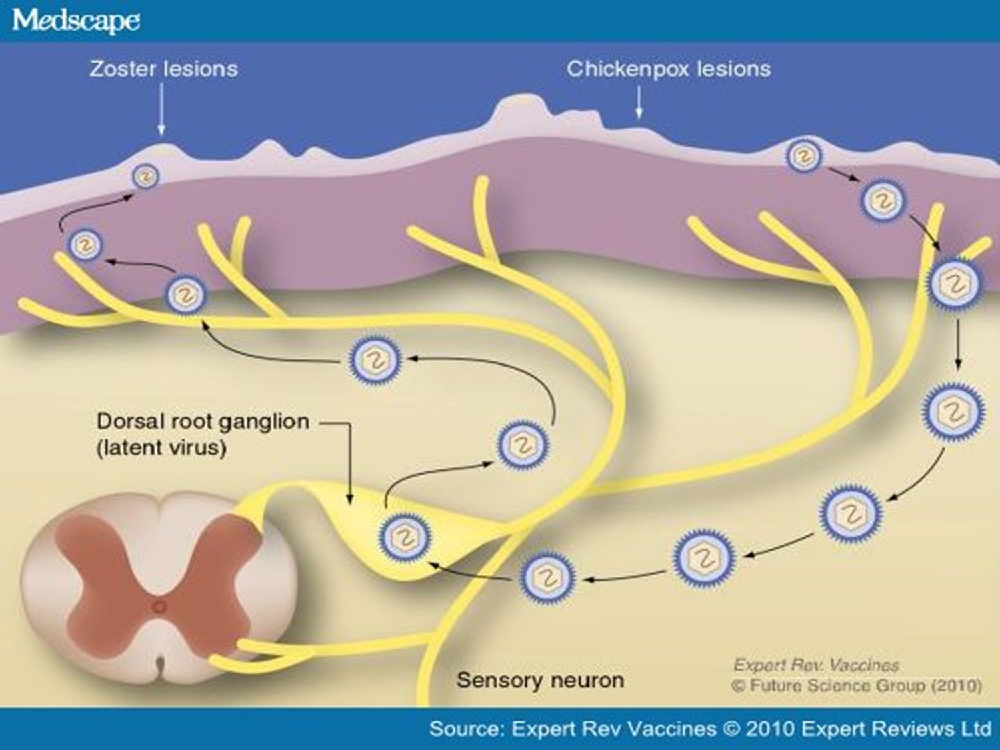 Medscape
Zoster lesions
Chickenpox lesions
Dorsal root ganglion
(latent virus)
Sensory neuron
Expert Rev. Vaccines
© Future Science Group (2010)
Source: Expert Rev Vaccines © 2010 Expert Reviews Ltd